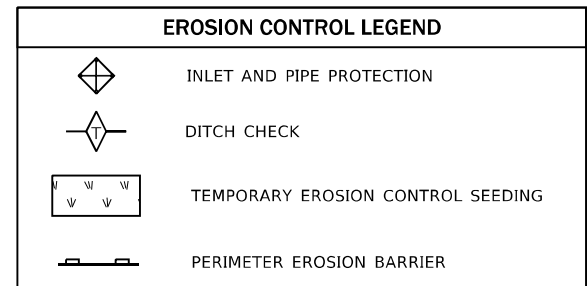 EROSION CONTROL LEGEND
INLET AND PIPE PROTECTION
T
DITCH CHECK
TEMPORARY EROSION CONTROL SEEDING
PERIMETER EROSION BARRIER